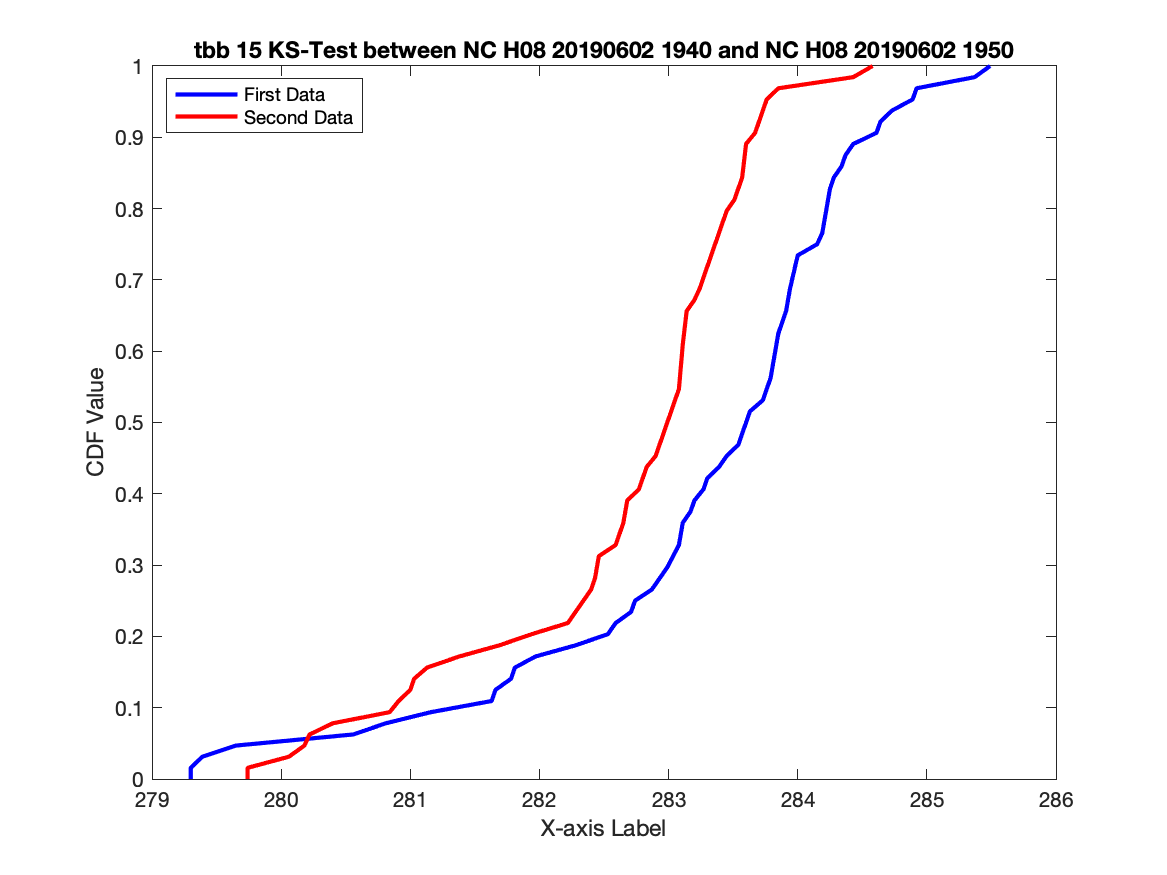 tbb 15 KS-Test between NC H08 20190602 1940 and NC H08 20190602 1950
First Data
Second Data
1
0.9
0.8
0.7
0.6
0.5
0.4
0.3
0.2
0.1
0
CDF Value
279 280 281 282 283 284 285 286
X-axis Label